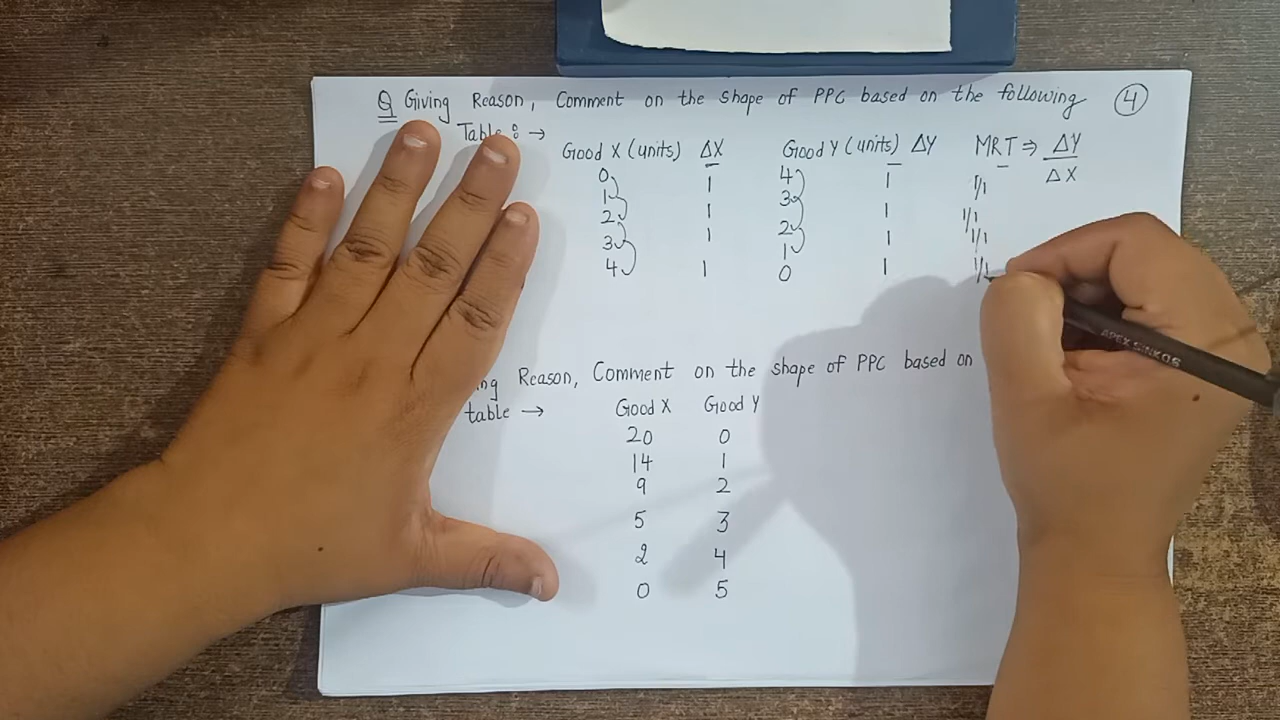 Q Giving Reason, Comment on the shape of PPC based on the following (4)
Table : →
Good X (units) ΔX Good Y (units) ΔY MRT ⇒ ΔY/ΔX
0 1 4 1 1/1
1 1 3 1 1/1
2 1 2 1 1/1
3 1
4 1 0 1 1/1
Reason, Comment on the shape of PPC based on
table → Good X Good Y
20 0
14 1
9 2
5 3
2 4
0 5
APEX SINKOS